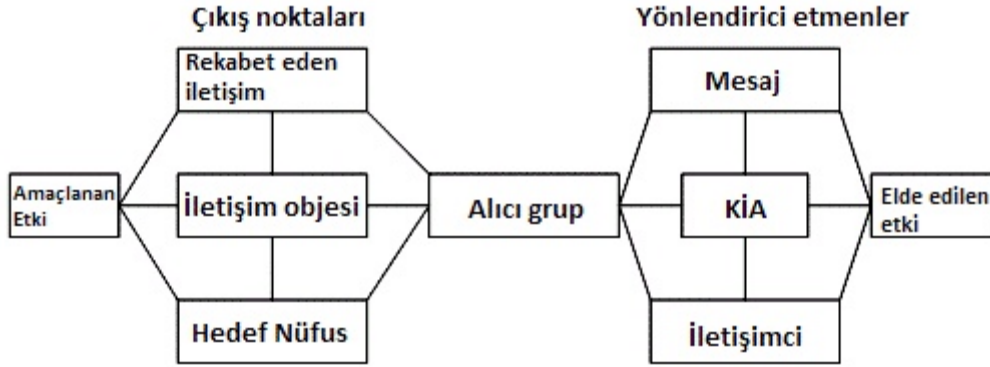 Çıkış noktaları
Yönlendirici etmenler
Rekabet eden
iletişim
Mesaj
Amaçlanan
Etki
İletişim objesi
Alıcı grup
KİA
Elde edilen
etki
Hedef Nüfus
İletişimci